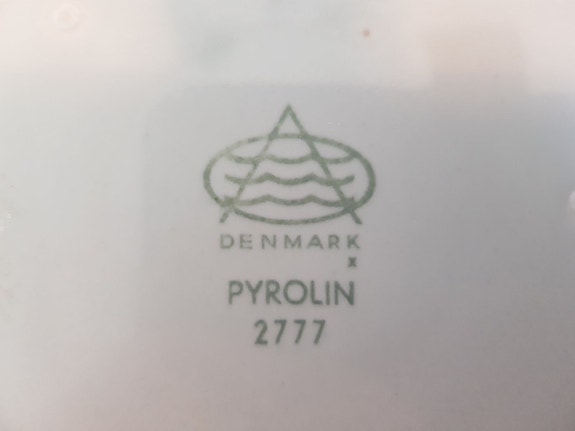 DENMARK
x
PYROLIN
2777